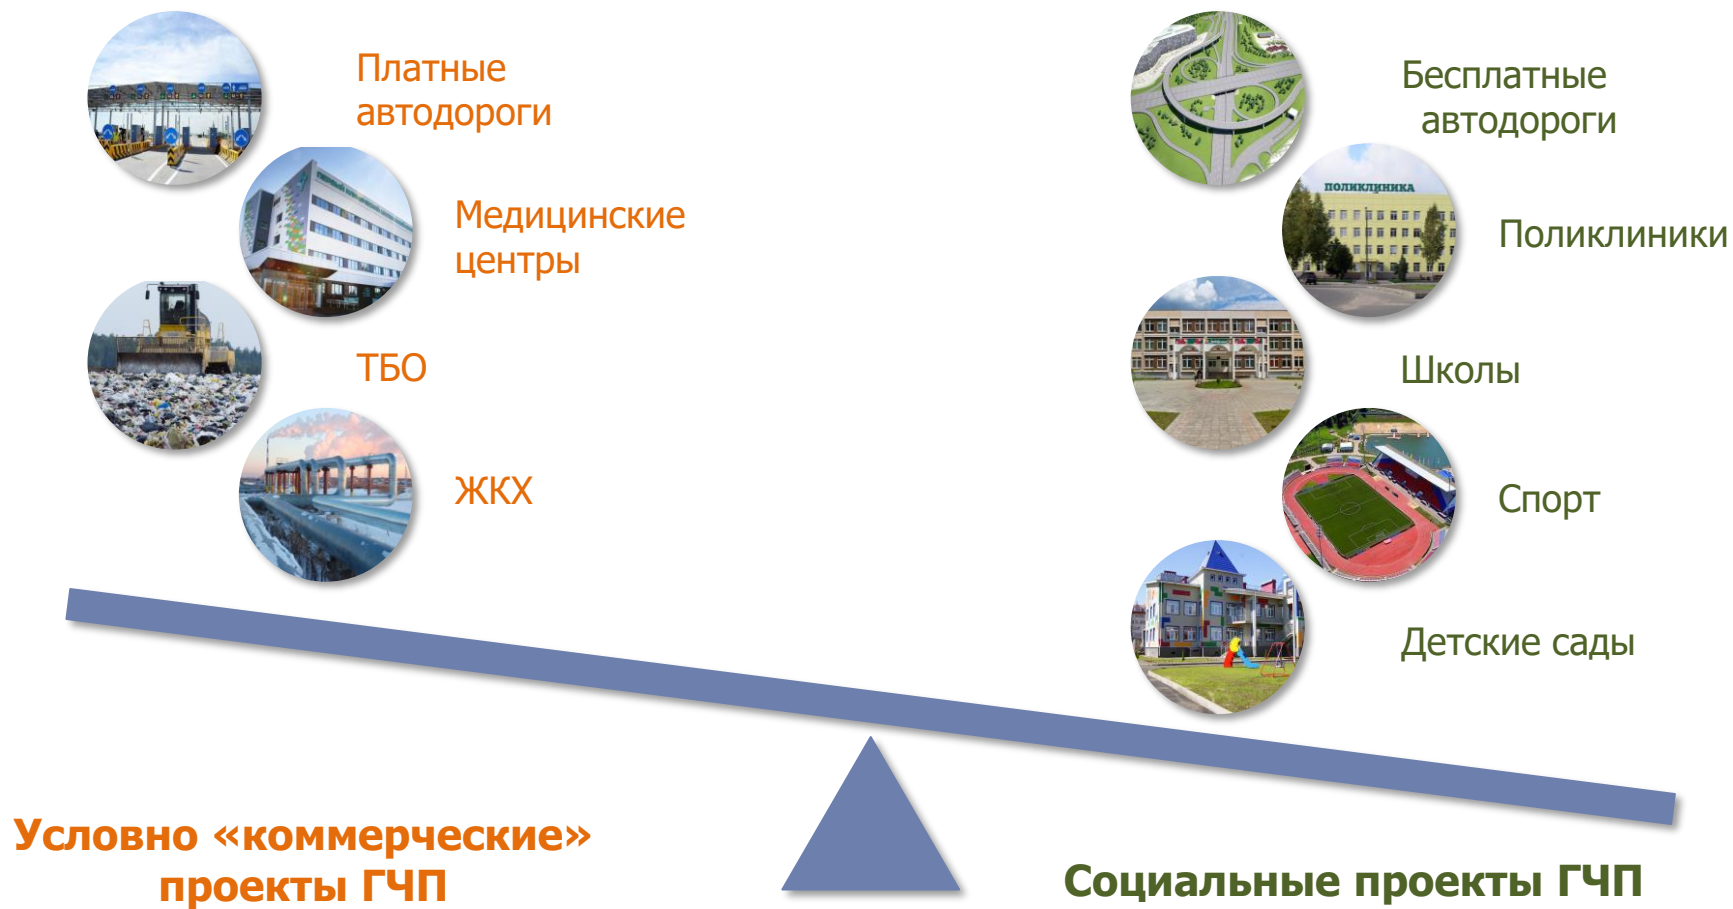 Платные
автодороги
Медицинские
центры
ТБО
ЖКХ
Условно «коммерческие»
проекты ГЧП
Бесплатные
автодороги
ПОЛИКЛИНИКА
Поликлиники
Школы
Спорт
Детские сады
Социальные проекты ГЧП